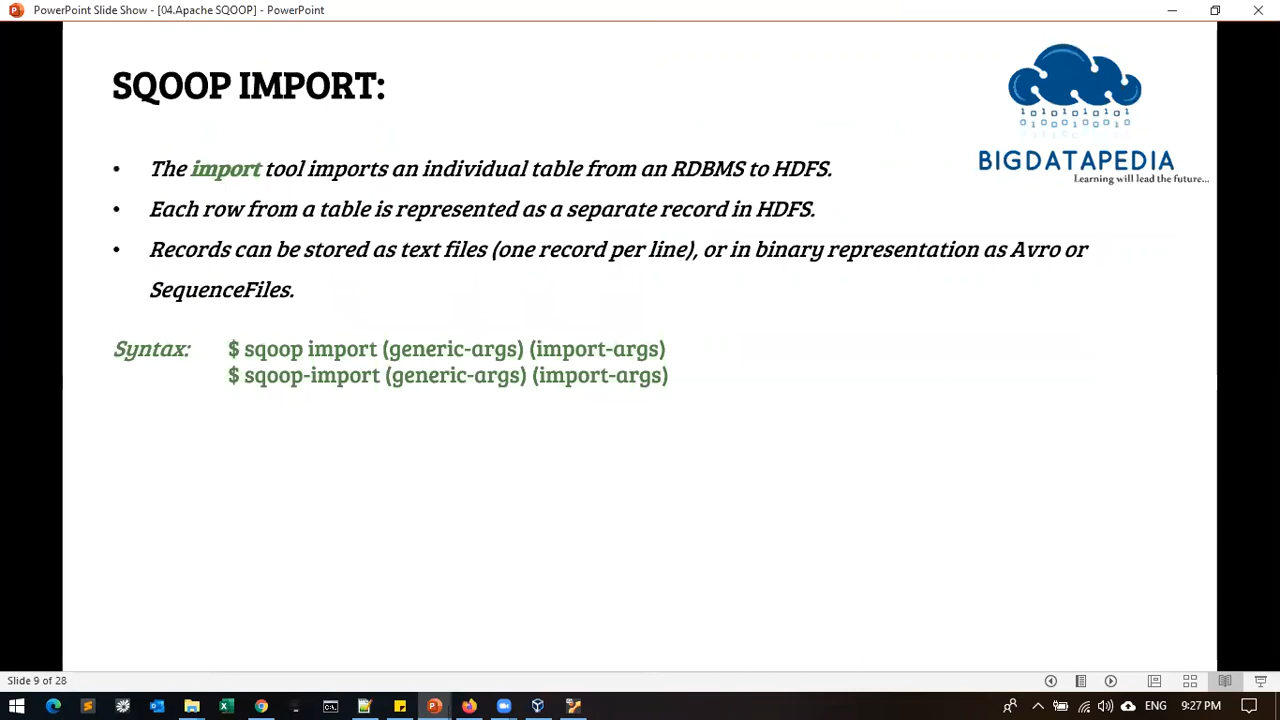 PowerPoint Slide Show - [04.Apache SQOOP] - PowerPoint
SQOOP IMPORT:
BIGDATAPEDIA
Learning will lead the future...
• The import tool imports an individual table from an RDBMS to HDFS.
• Each row from a table is represented as a separate record in HDFS.
• Records can be stored as text files (one record per line), or in binary representation as Avro or
SequenceFiles.
Syntax: $ sqoop import (generic-args) (import-args)
$ sqoop-import (generic-args) (import-args)
Slide 9 of 28
ENG 9:27 PM